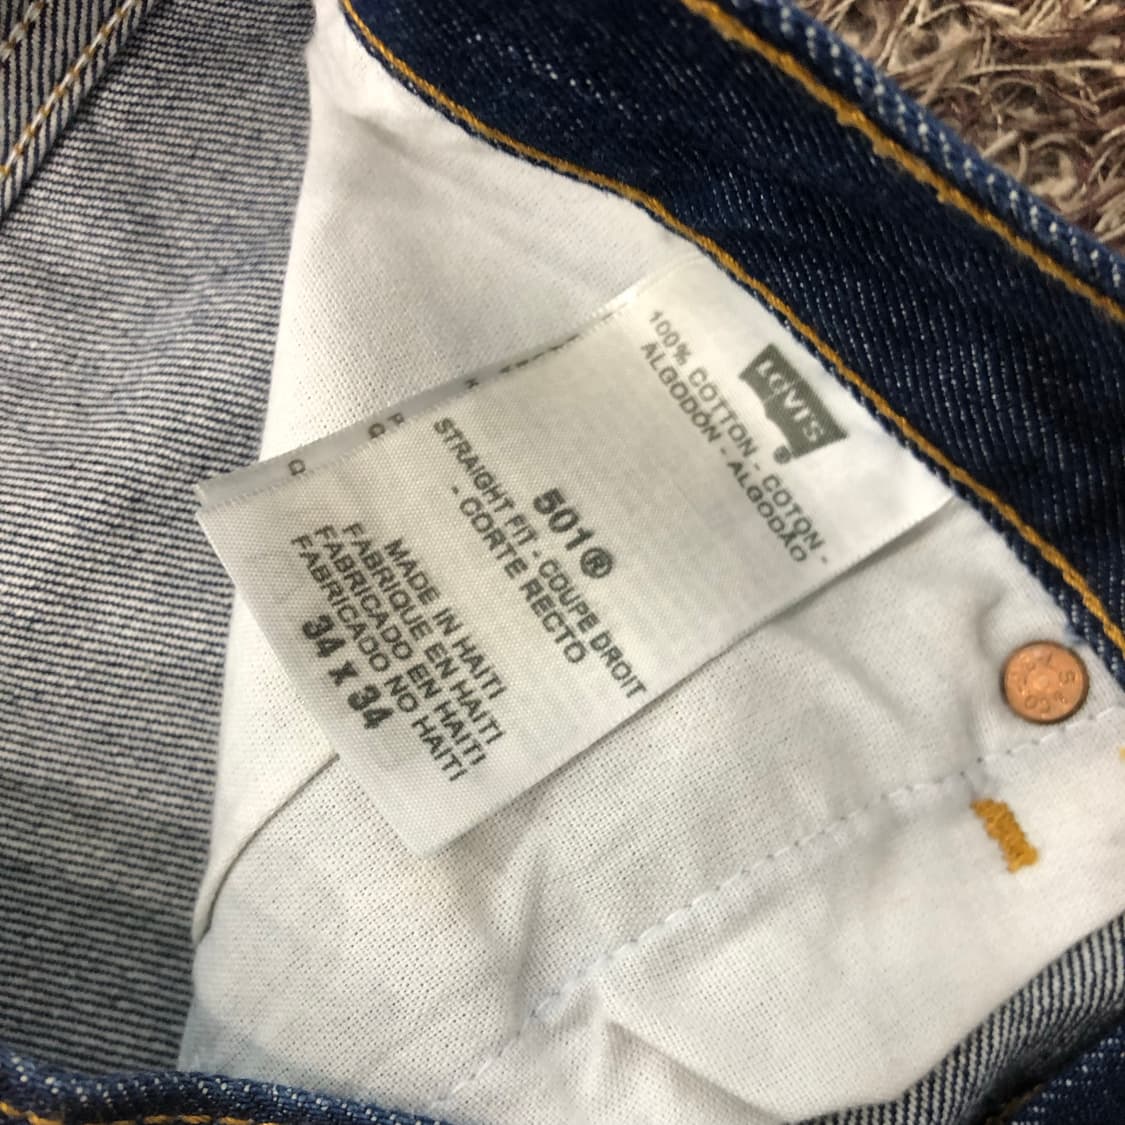 LEVI'S
®
100% COTTON - COTON -
ALGODÓN - ALGODÃO
501®
STRAIGHT FIT - COUPE DROIT
- CORTE RECTO
MADE IN HAITI
FABRIQUE EN HAITI
FABRICADO EN HAITI
FABRICADO NO HAITI
34 x 34